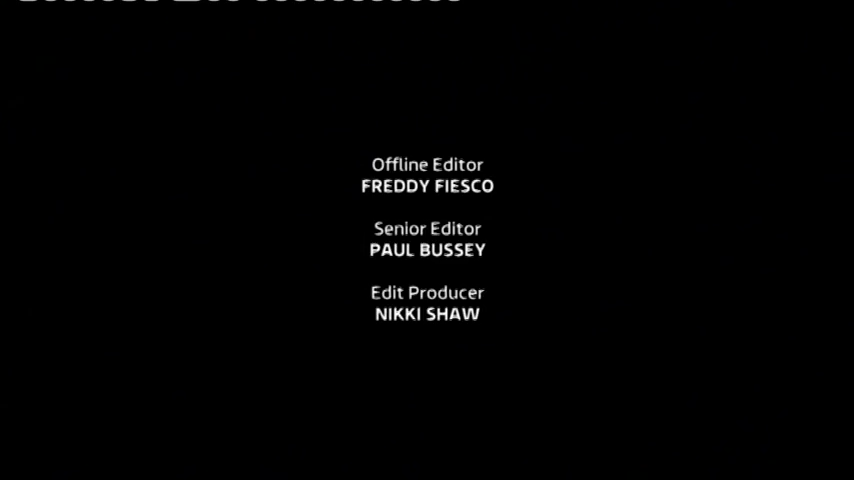 Offline Editor
FREDDY FIESCO
Senior Editor
PAUL BUSSEY
Edit Producer
NIKKI SHAW